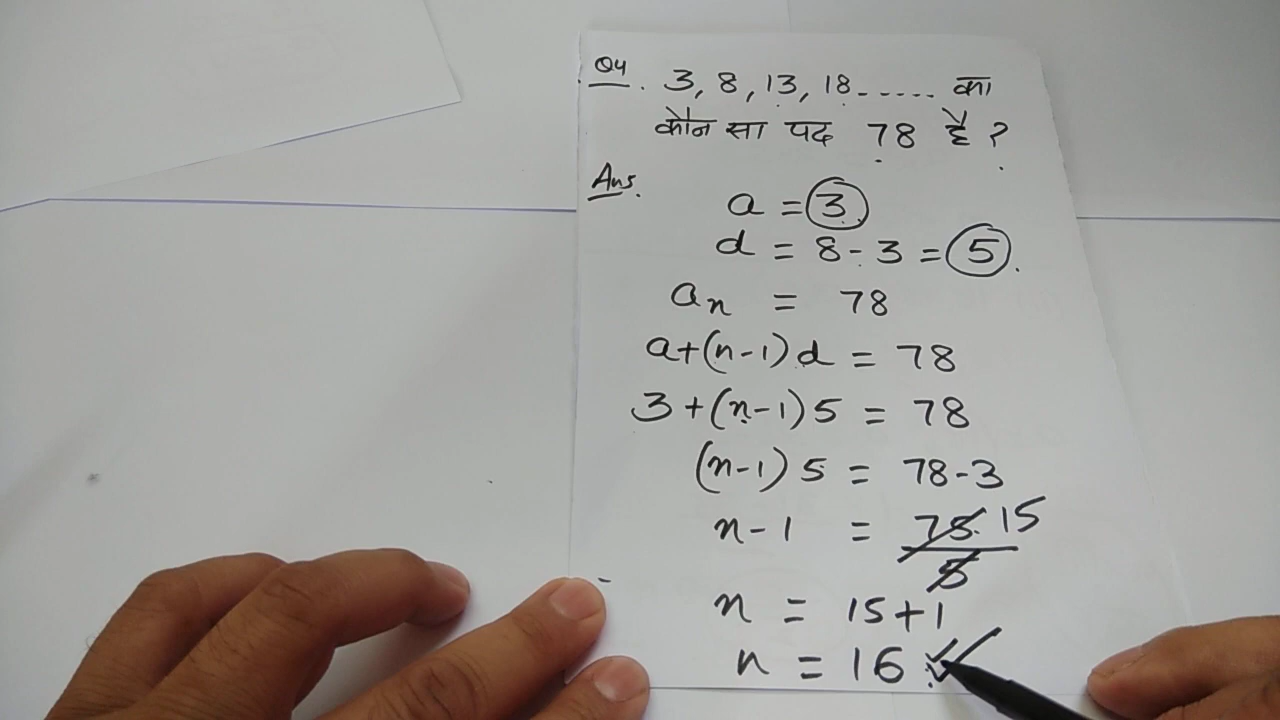 Q4. 3, 8, 13, 18...... का
कौन सा पद 78 है ?
Ans.
a = 3
d = 8 - 3 = 5.
an = 78
a+(n-1)d = 78
3+(n-1)5 = 78
(n-1)5 = 78-3
n-1 = 75 15
5
n = 15+1
n = 16